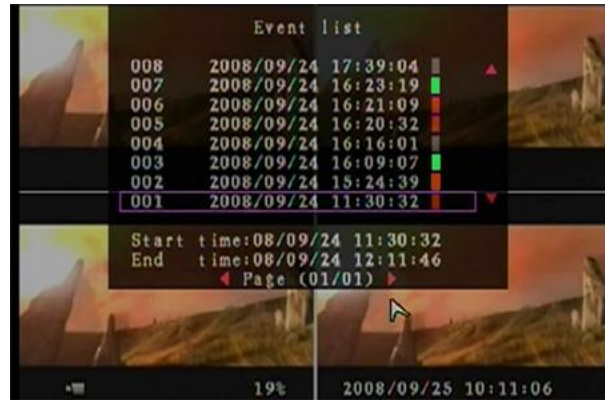 Event list
008 2008/09/24 17:39:04
007 2008/09/24 16:23:19
006 2008/09/24 16:21:09
005 2008/09/24 16:20:32
004 2008/09/24 16:16:01
003 2008/09/24 16:09:07
002 2008/09/24 15:24:39
001 2008/09/24 11:30:32
Start time:08/09/24 11:30:32
End time:08/09/24 12:11:46
Page (01/01)
19% 2008/09/25 10:11:06